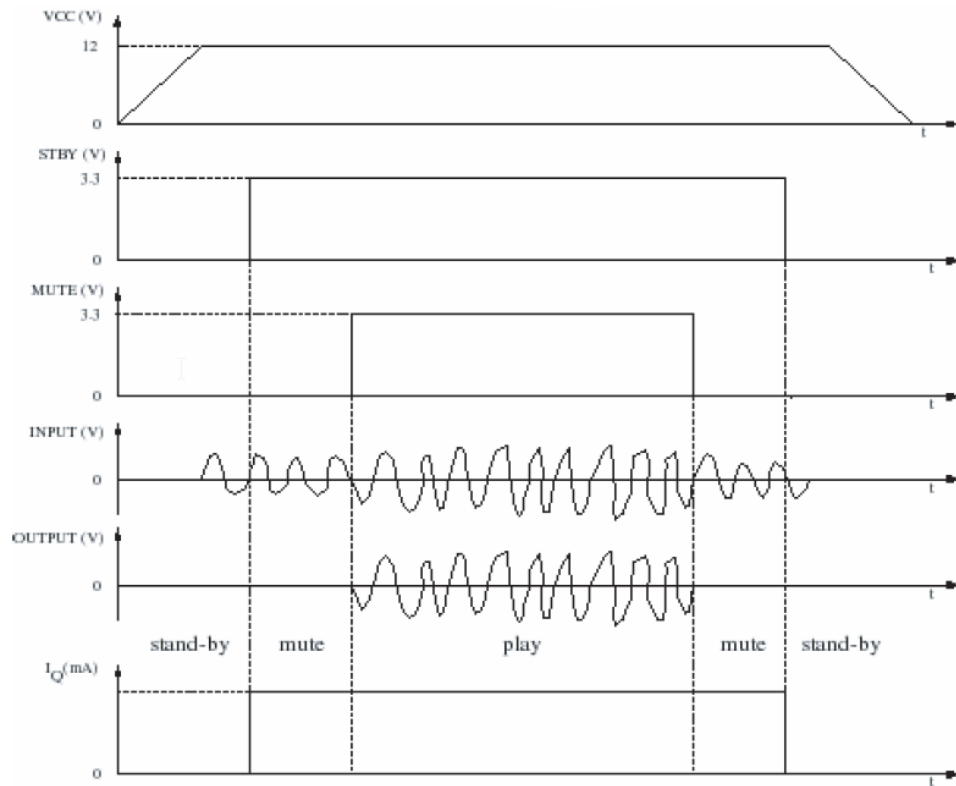 VCC (V)
12
0
t
STBY (V)
3.3
0
t
MUTE (V)
3.3
0
t
INPUT (V)
0
t
OUTPUT (V)
0
t
stand-by mute play mute stand-by
IQ(mA)
0
t